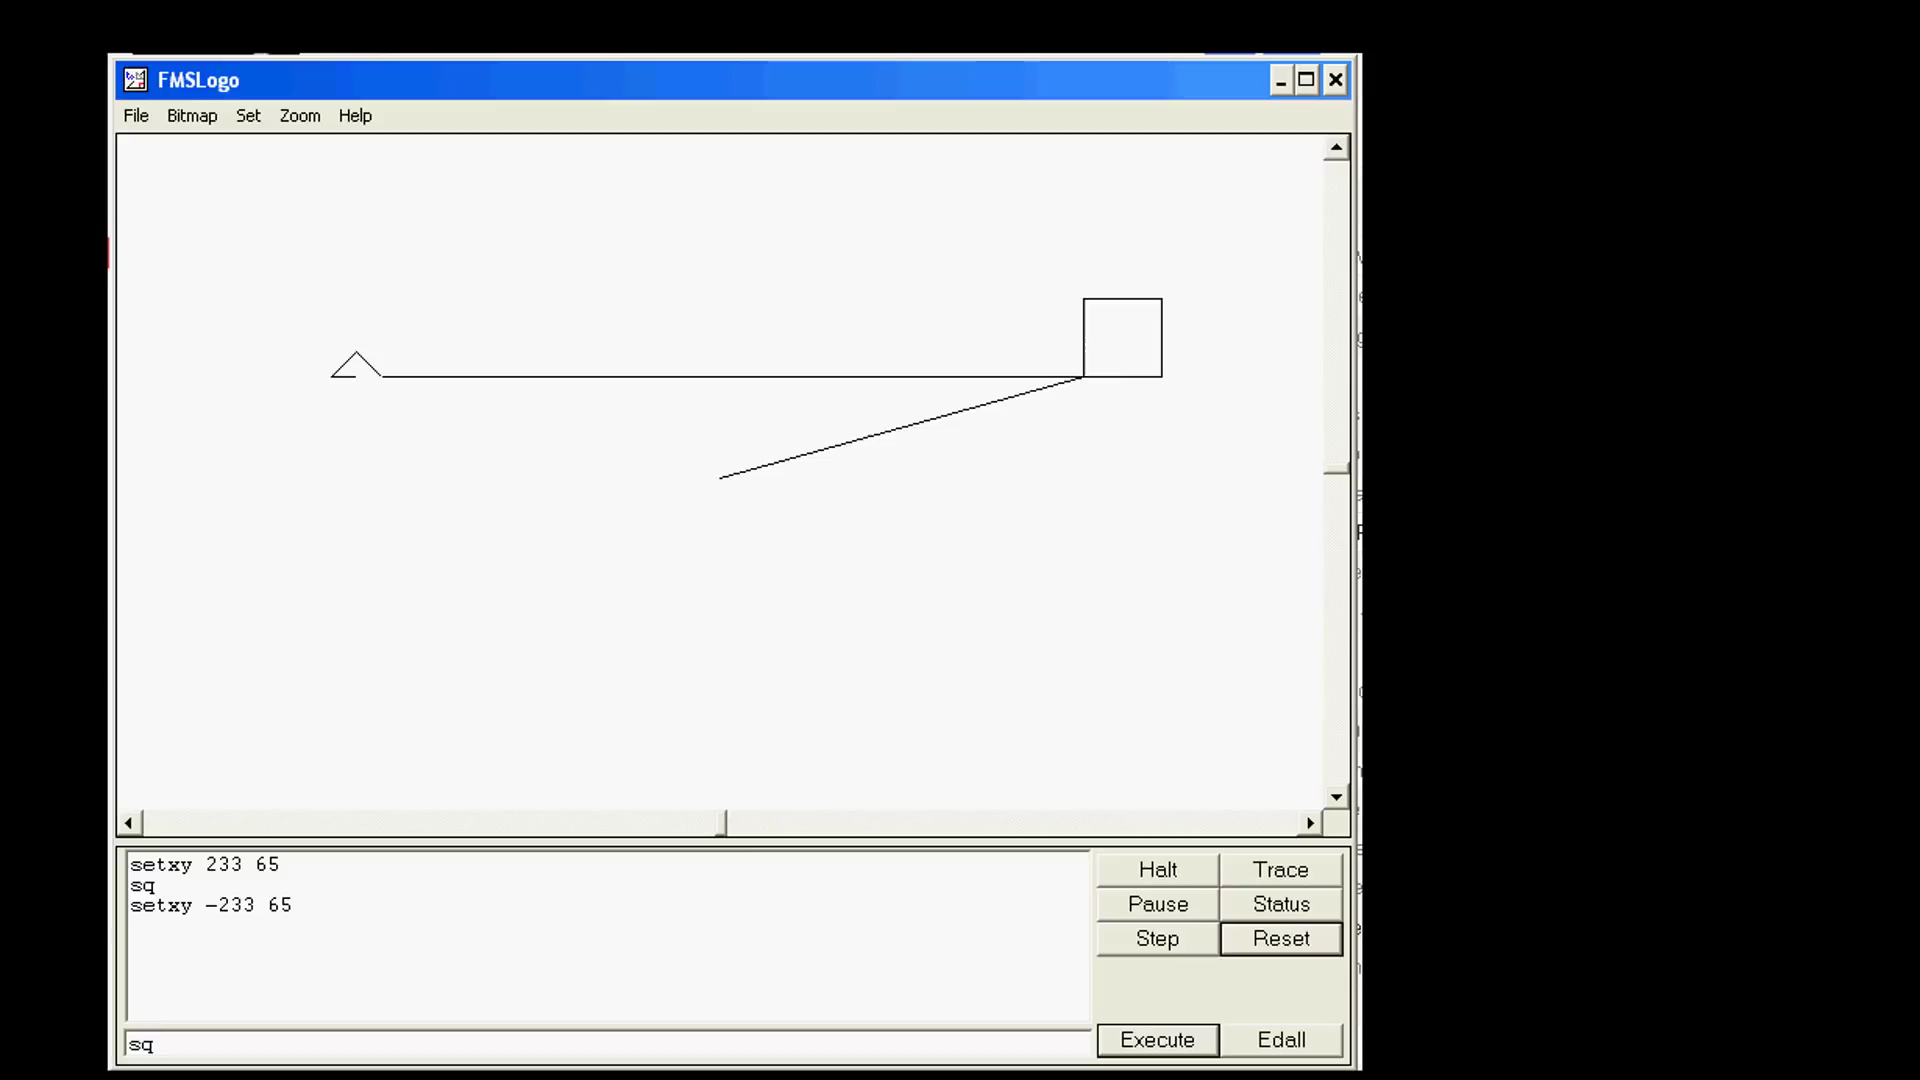 FMSLogo
File Bitmap Set Zoom Help
setxy 233 65
sq
setxy -233 65
Halt Trace
Pause Status
Step Reset
sq
Execute Edall